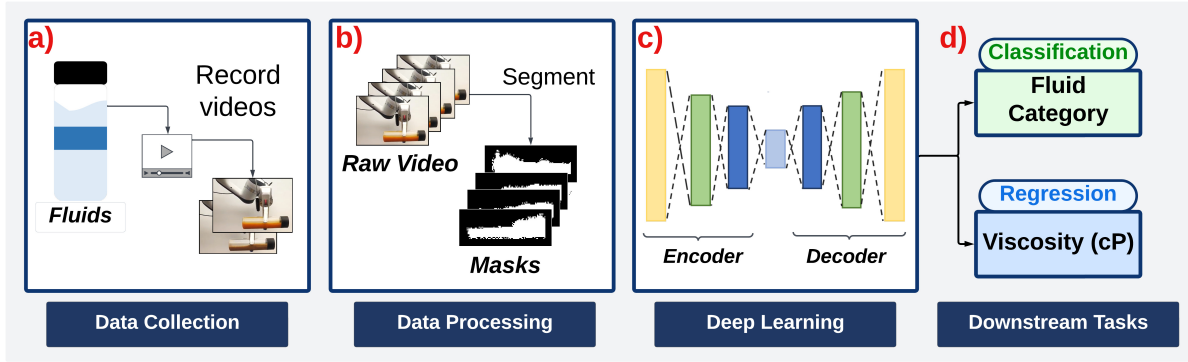 a)
Record
videos
Fluids
Data Collection
b)
Segment
Raw Video
Masks
Data Processing
c)
Encoder
Decoder
Deep Learning
d)
Classification
Fluid
Category
Regression
Viscosity (cP)
Downstream Tasks